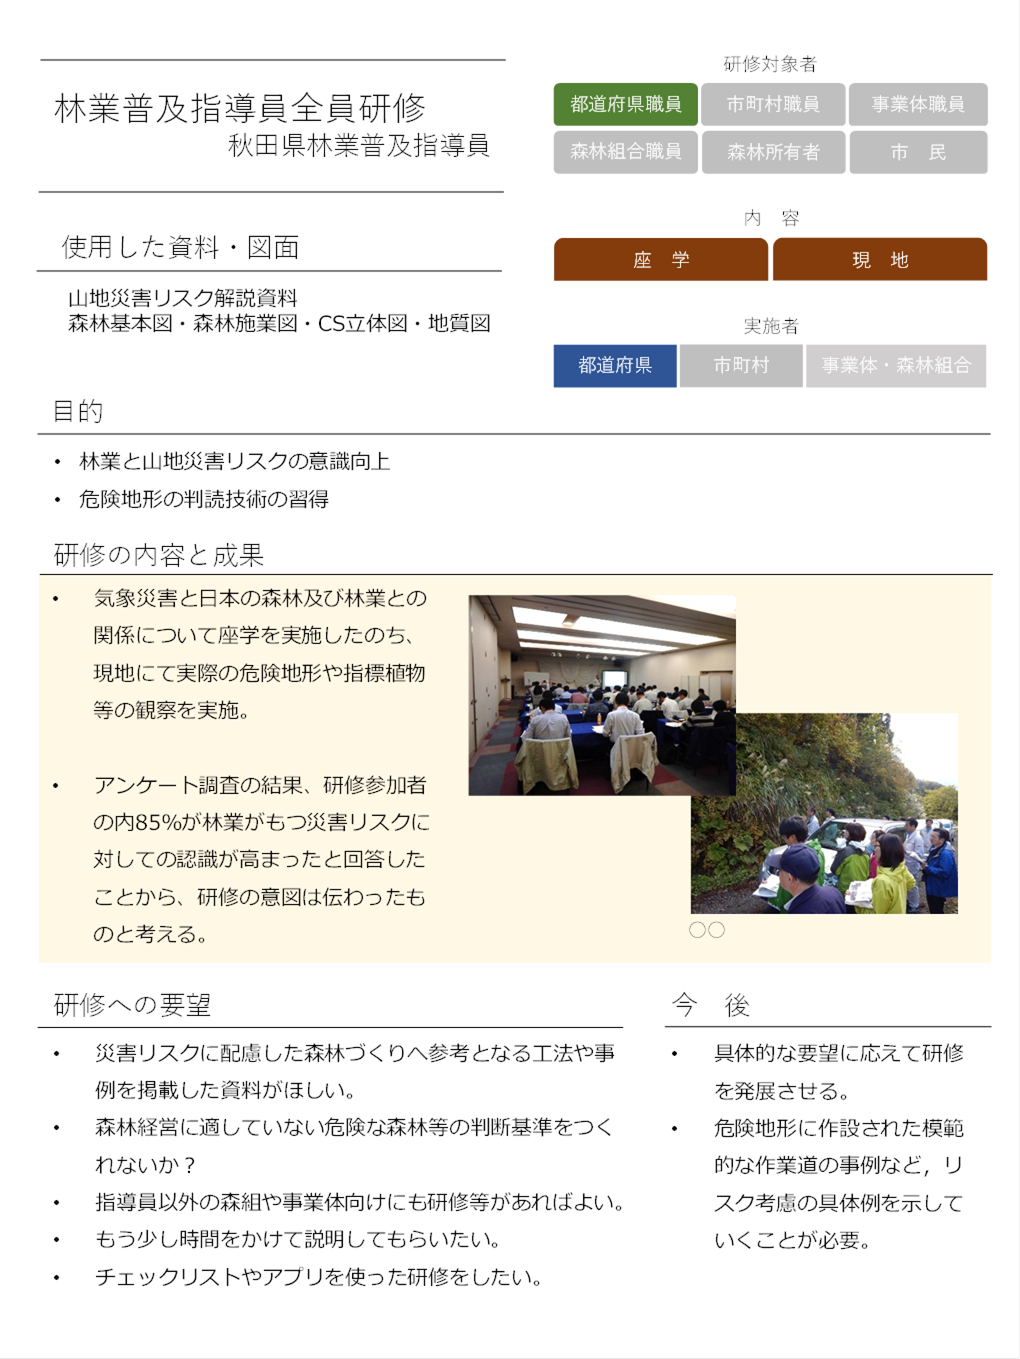 林業普及指導員全員研修
秋田県林業普及指導員
研修対象者
都道府県職員
市町村職員
事業体職員
森林組合職員
森林所有者
市　民
内　容
座　学
現　地
実施者
都道府県
市町村
事業体・森林組合
使用した資料・図面
山地災害リスク解説資料
森林基本図・森林施業図・CS立体図・地質図
目的
• 林業と山地災害リスクの意識向上
• 危険地形の判読技術の習得
研修の内容と成果
• 気象災害と日本の森林及び林業との
関係について座学を実施したのち、
現地にて実際の危険地形や指標植物
等の観察を実施。
• アンケート調査の結果、研修参加者
の内85%が林業がもつ災害リスクに
対しての認識が高まったと回答した
ことから、研修の意図は伝わったも
のと考える。
○○
研修への要望
• 災害リスクに配慮した森林づくりへ参考となる工法や事
例を掲載した資料がほしい。
• 森林経営に適していない危険な森林等の判断基準をつく
れないか？
• 指導員以外の森組や事業体向けにも研修等があればよい。
• もう少し時間をかけて説明してもらいたい。
• チェックリストやアプリを使った研修をしたい。
今　後
• 具体的な要望に応えて研修
を発展させる。
• 危険地形に作設された模範
的な作業道の事例など，リ
スク考慮の具体例を示して
いくことが必要。